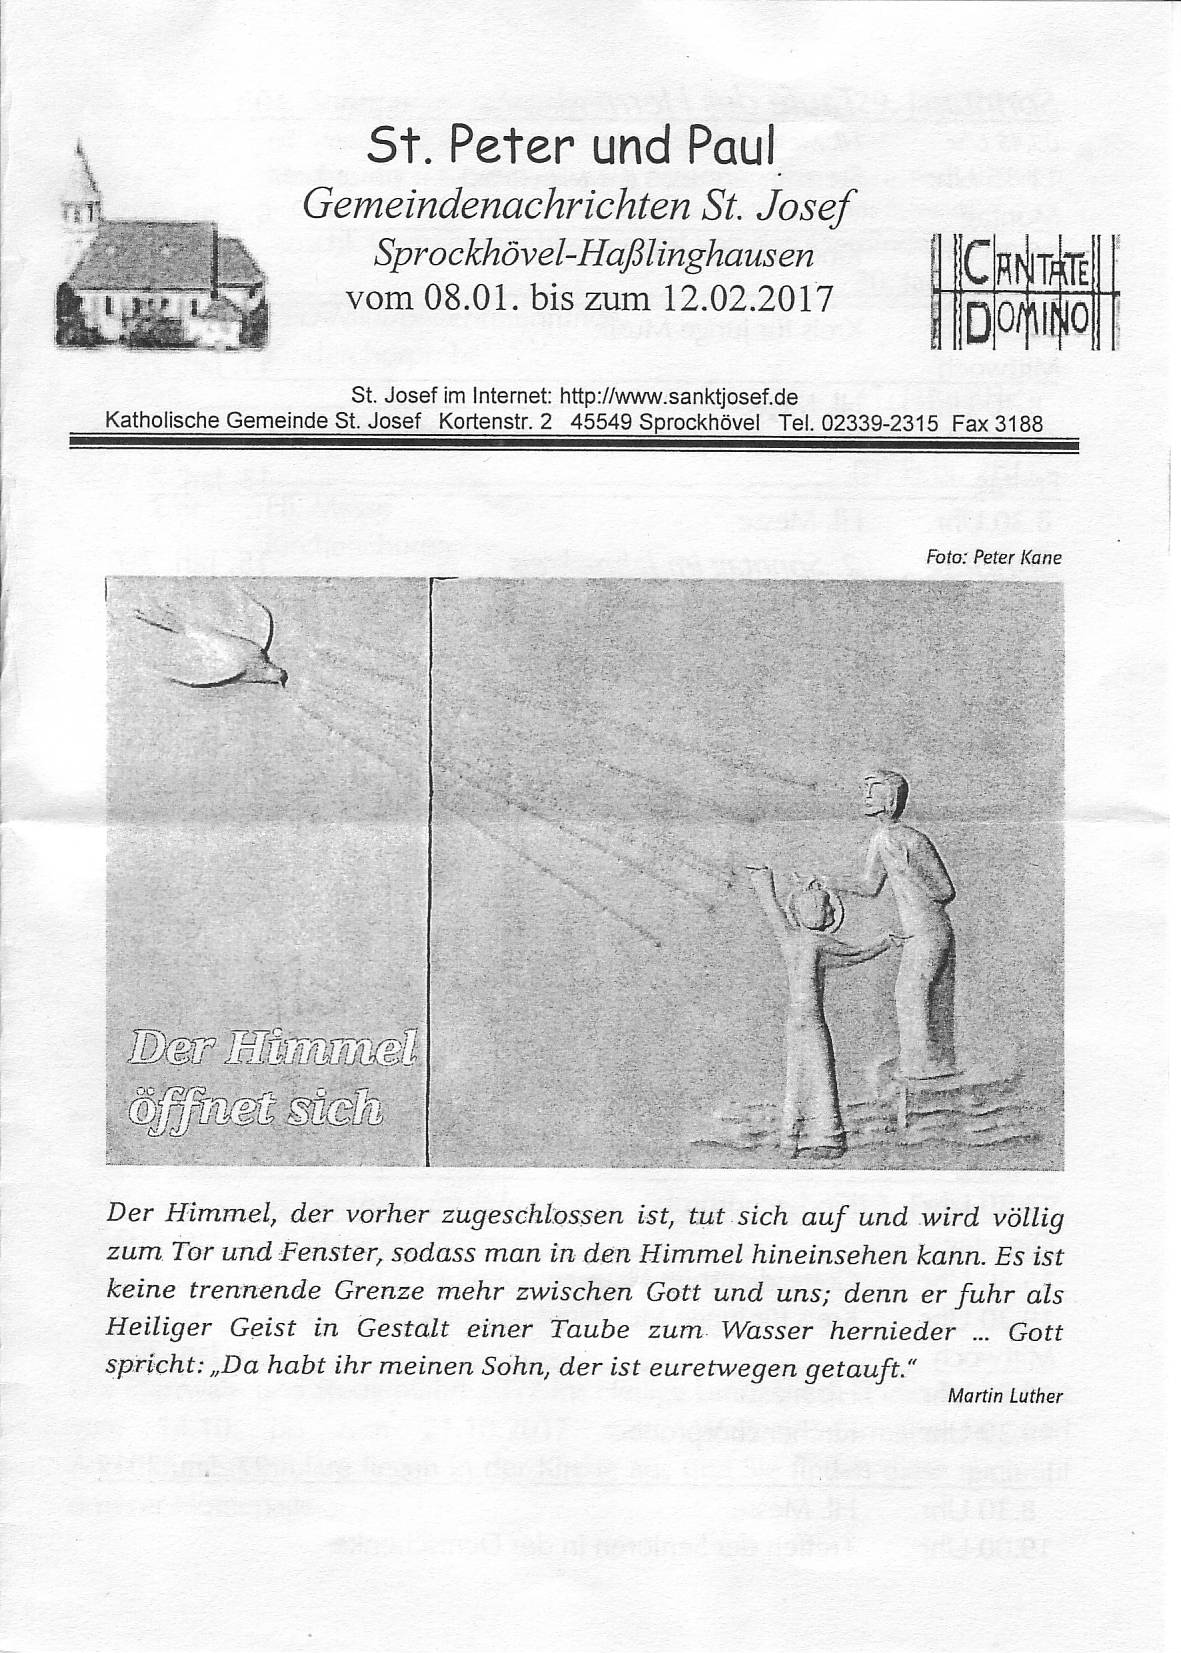 St. Peter und Paul
Gemeindenachrichten St. Josef
Sprockhövel-Haßlinghausen
vom 08.01. bis zum 12.02.2017
CANTATE
DOMINO
St. Josef im Internet: http://www.sanktjosef.de
Katholische Gemeinde St. Josef Kortenstr. 2 45549 Sprockhövel Tel. 02339-2315 Fax 3188
Foto: Peter Kane
Der Himmel
öffnet sich
Der Himmel, der vorher zugeschlossen ist, tut sich auf und wird völlig
zum Tor und Fenster, sodass man in den Himmel hineinsehen kann. Es ist
keine trennende Grenze mehr zwischen Gott und uns; denn er fuhr als
Heiliger Geist in Gestalt einer Taube zum Wasser hernieder ... Gott
spricht: „Da habt ihr meinen Sohn, der ist euretwegen getauft.“
Martin Luther